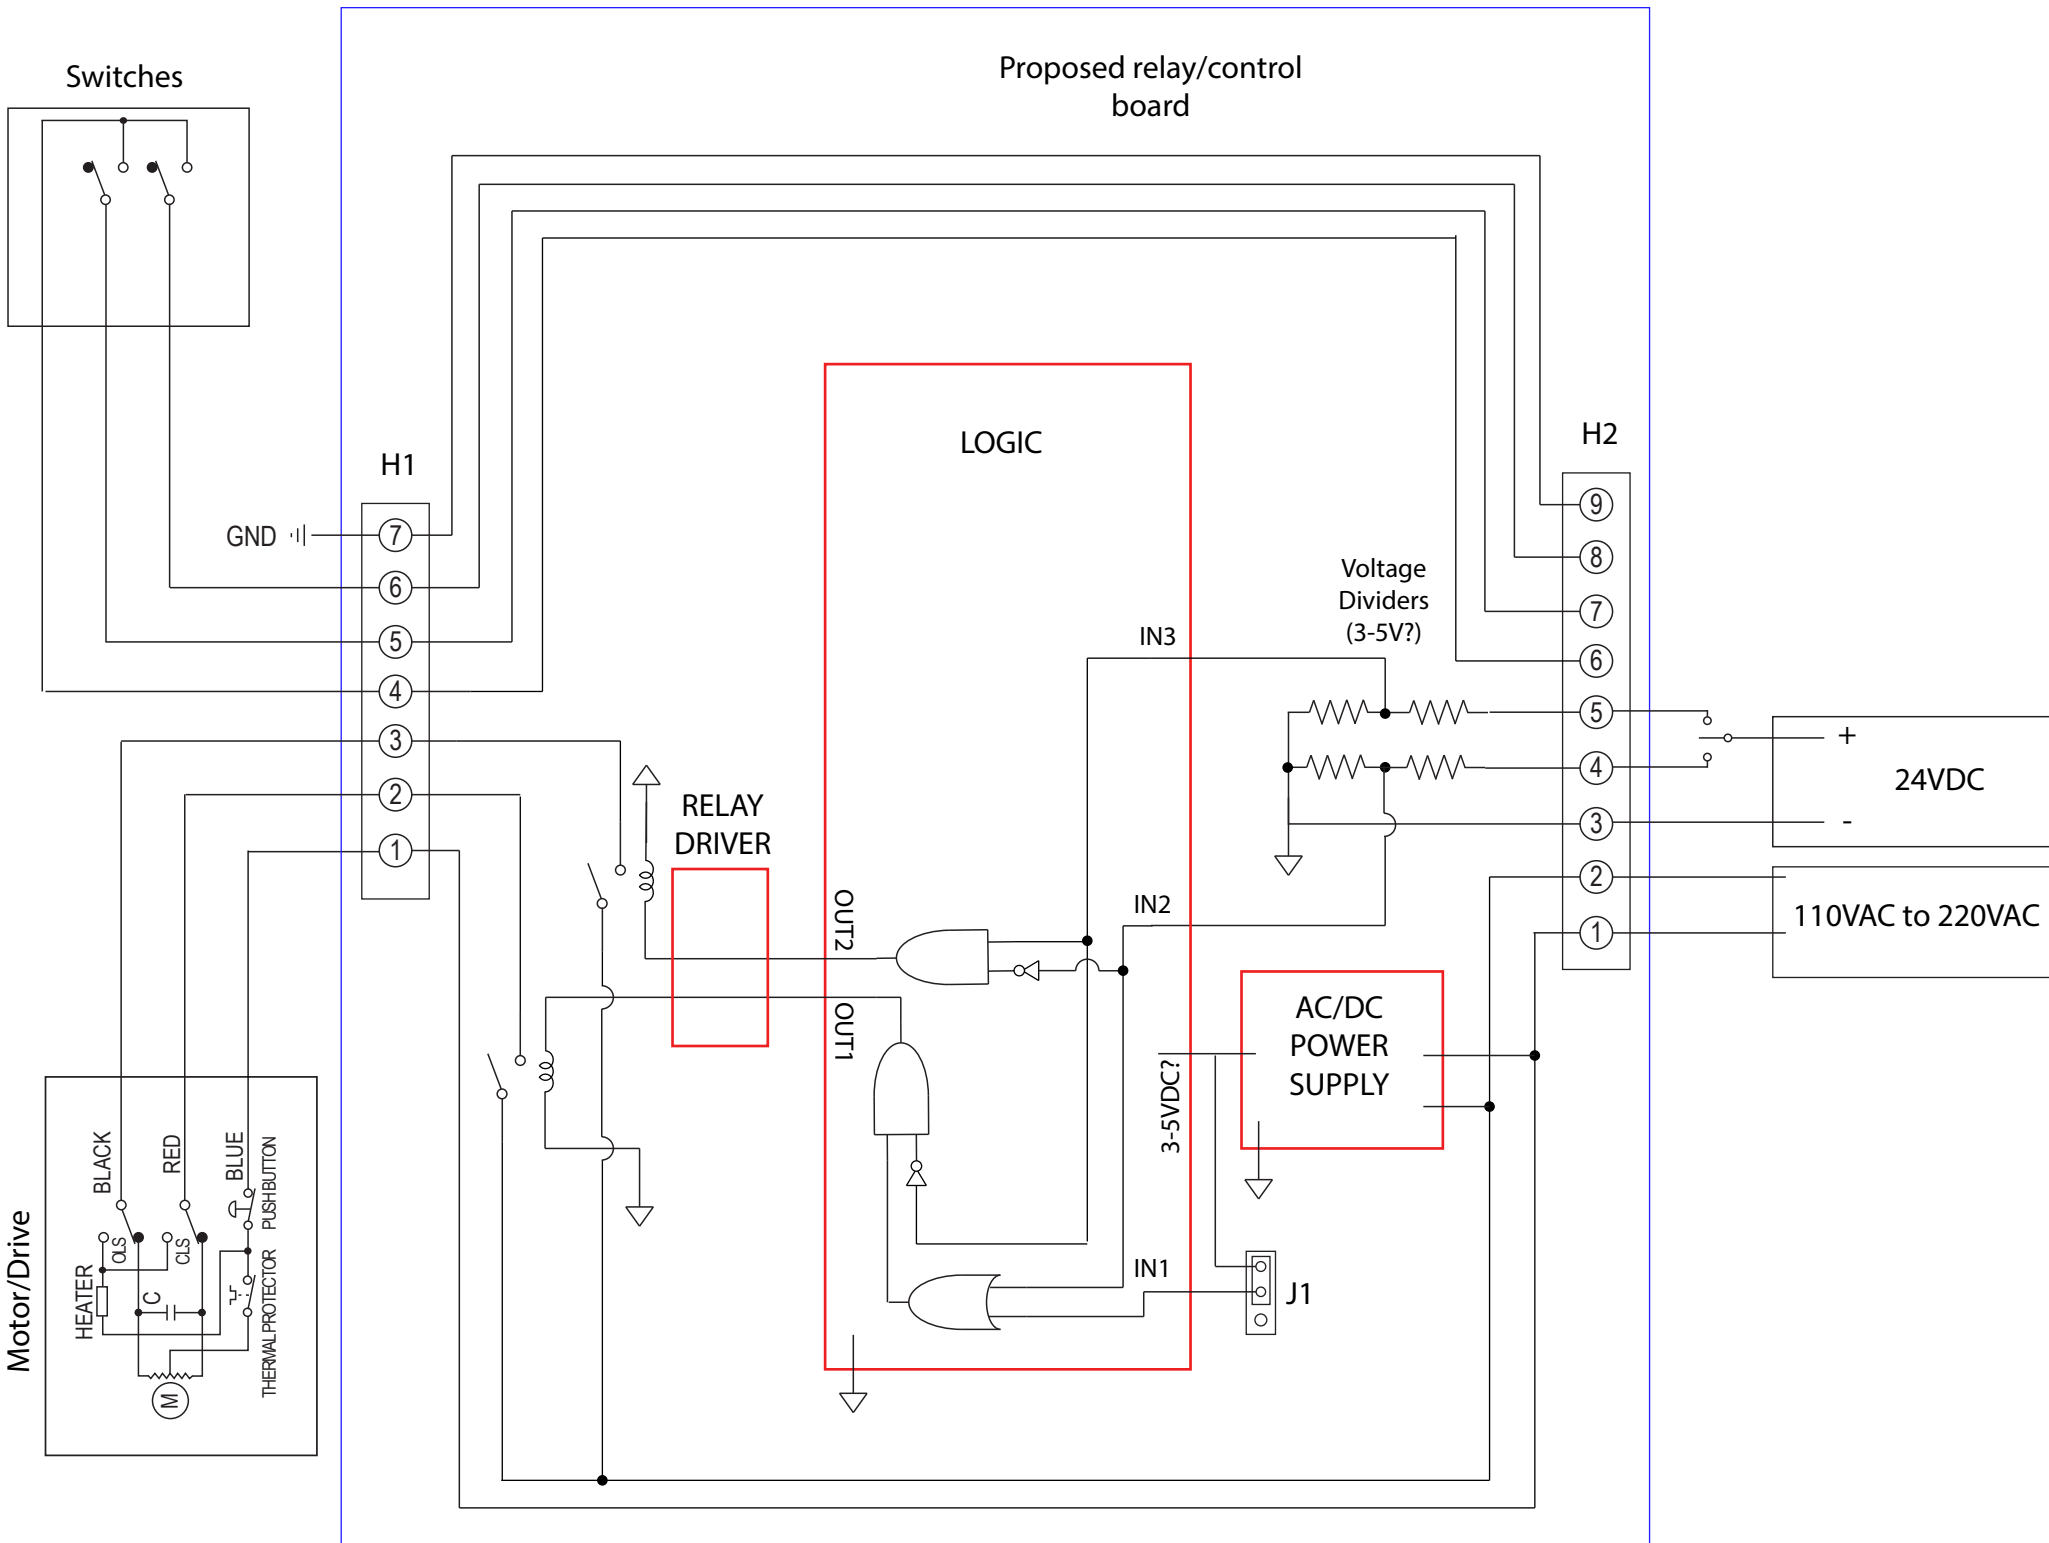 Proposed relay/control
board
Switches
LOGIC
H1
H2
GND
7
6
5
4
3
2
1
9
8
7
6
5
4
3
2
1
Voltage
Dividers
(3-5V?)
IN3
IN2
IN1
RELAY
DRIVER
OUT2
OUT1
+
24VDC
-
110VAC to 220VAC
AC/DC
POWER
SUPPLY
3-5VDC?
J1
Motor/Drive
BLACK
RED
BLUE
PUSH BUTTON
OLS
CLS
HEATER
C
THERMAL PROTECTOR
M